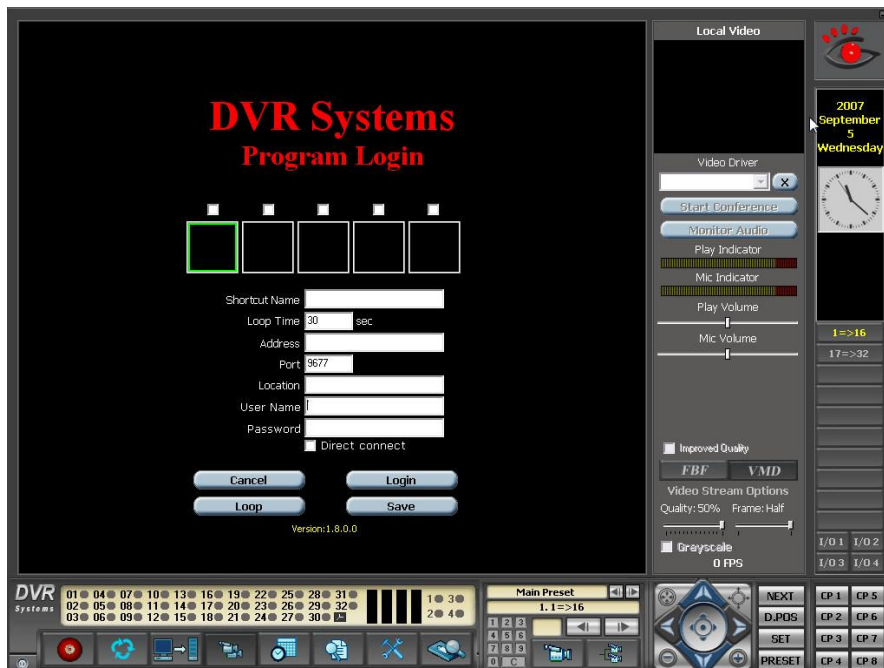 DVR Systems
Program Login
Shortcut Name
Loop Time 30 sec
Address
Port 9677
Location
User Name
Password
Direct connect
Cancel Login
Loop Save
Version:1.8.0.0
Local Video
Video Driver
X
Start Conference
Monitor Audio
Play Indicator
Mic Indicator
Play Volume
Mic Volume
Improved Quality
FBF VMD
Video Stream Options
Quality: 50% Frame: Half
Grayscale
0 FPS
2007
September
5
Wednesday
1=>16
17=>32
I/O 1 I/O 2
I/O 3 I/O 4
DVR
Systems
01 04 07 10 13 16 19 22 25 28 31
02 05 08 11 14 17 20 23 26 29 32
03 06 09 12 15 18 21 24 27 30
1 3
2 4
Main Preset
1. 1=>16
1 2 3
4 5 6
7 8 9
0 C
NEXT
D.POS
SET
PRESET
CP 1 CP 5
CP 2 CP 6
CP 3 CP 7
CP 4 CP 8